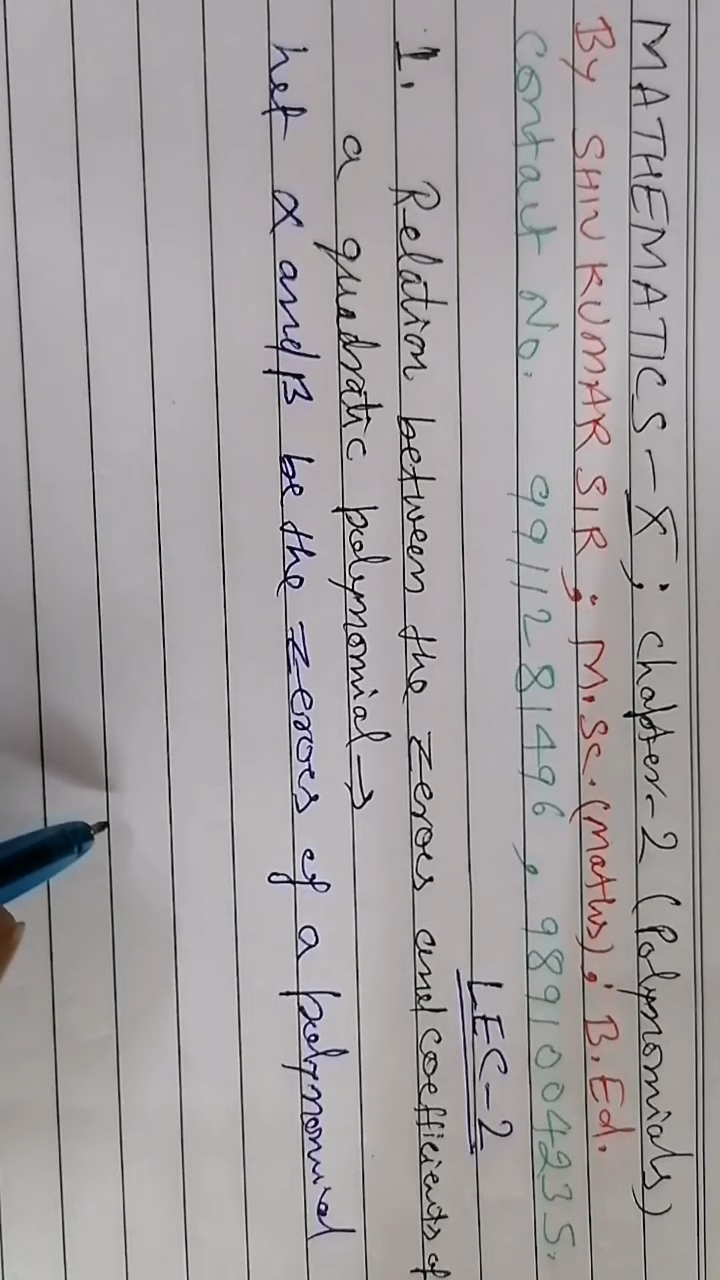 MATHEMATICS-X; Chapter-2 (Polynomials)
By SHIV KUMAR SIR; M.Sc.(Maths); B.Ed.
Contact No. 9911281496, 9891004235.
LEC-2
1. Relation between the zeroes and coefficients of
a quadratic polynomial→
Let α and β be the zeroes of a polynomial